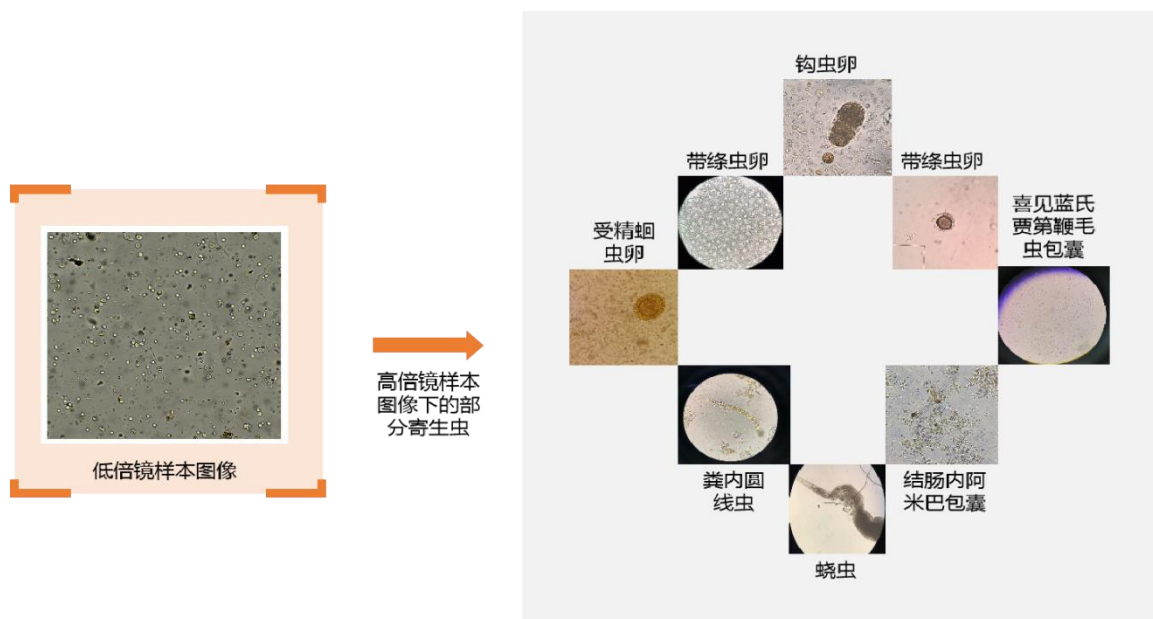 低倍镜样本图像
高倍镜样本
图像下的部
分寄生虫
钩虫卵
带绦虫卵
带绦虫卵
受精蛔
虫卵
喜见蓝氏
贾第鞭毛
虫包囊
粪内圆
线虫
结肠内阿
米巴包囊
蛲虫